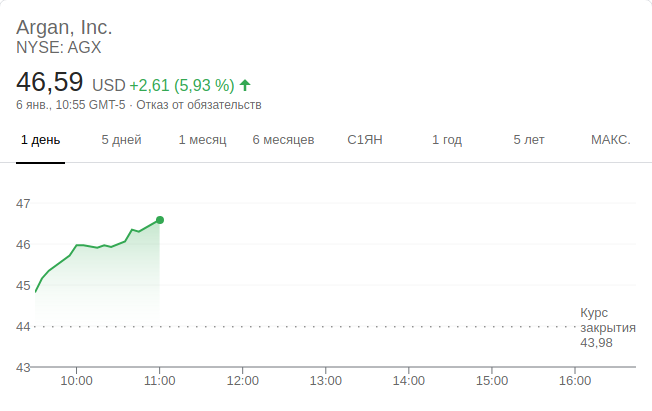 Argan, Inc.
NYSE: AGX
46,59 USD +2,61 (5,93 %)
6 янв., 10:55 GMT-5 · Отказ от обязательств
1 день 5 дней 1 месяц 6 месяцев С1ЯН 1 год 5 лет МАКС.
47
46
45
Курс
44 закрытия
43,98
43
10:00 11:00 12:00 13:00 14:00 15:00 16:00